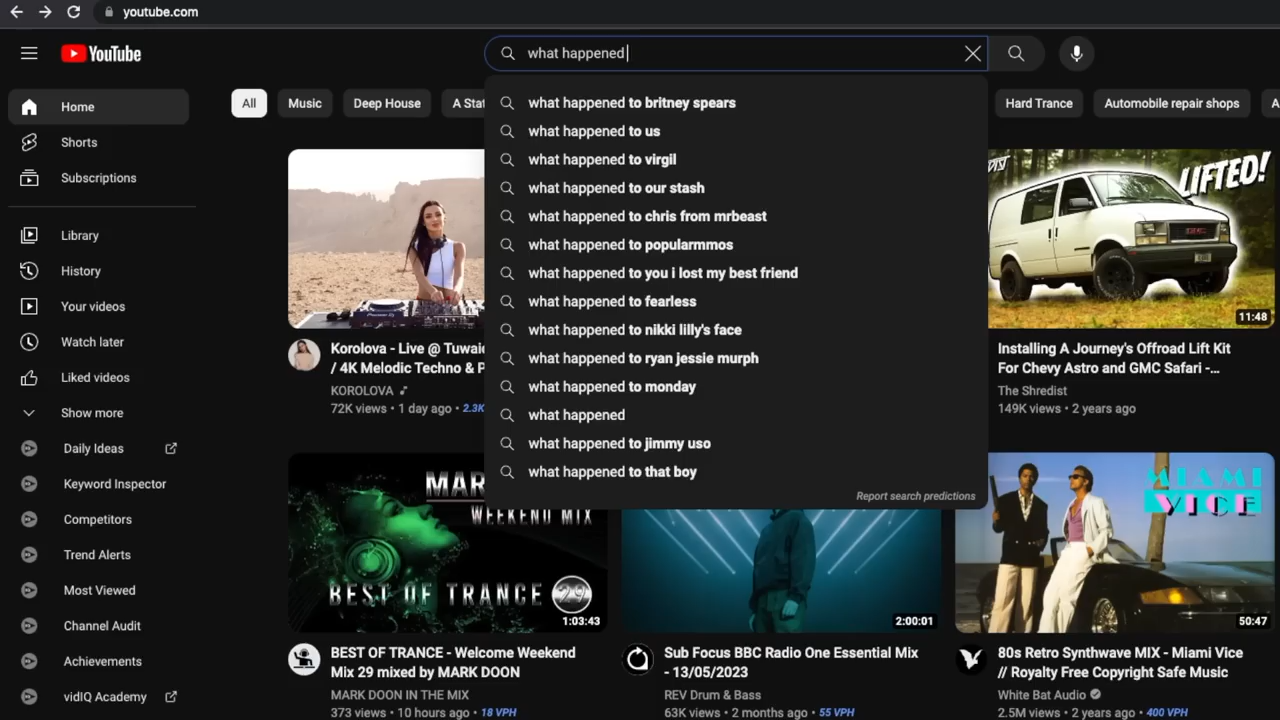 youtube.com
YouTube
what happened
Home
Shorts
Subscriptions
Library
History
Your videos
Watch later
Liked videos
Show more
Daily Ideas
Keyword Inspector
Competitors
Trend Alerts
Most Viewed
Channel Audit
Achievements
vidIQ Academy
All
Music
Deep House
Hard Trance
Automobile repair shops
what happened to britney spears
what happened to us
what happened to virgil
what happened to our stash
what happened to chris from mrbeast
what happened to popularmmos
what happened to you i lost my best friend
what happened to fearless
what happened to nikki lilly's face
what happened to ryan jessie murph
what happened to monday
what happened
what happened to jimmy uso
what happened to that boy
Report search predictions
Korolova - Live @
/ 4K Melodic Techno &
KOROLOVA
72K views • 1 day ago • 2.3K
LIFTED!
11:48
Installing A Journey's Offroad Lift Kit
For Chevy Astro and GMC Safari -...
The Shredist
149K views • 2 years ago
WEEKEND MIX
BEST OF TRANCE 29
1:03:43
BEST OF TRANCE - Welcome Weekend
Mix 29 mixed by MARK DOON
MARK DOON IN THE MIX
373 views • 10 hours ago • 18 VPH
2:00:01
Sub Focus BBC Radio One Essential Mix
- 13/05/2023
REV Drum & Bass
63K views • 2 months ago • 55 VPH
MIAMI
VICE
50:47
80s Retro Synthwave MIX - Miami Vice
// Royalty Free Copyright Safe Music
White Bat Audio
2.5M views • 2 years ago • 400 VPH